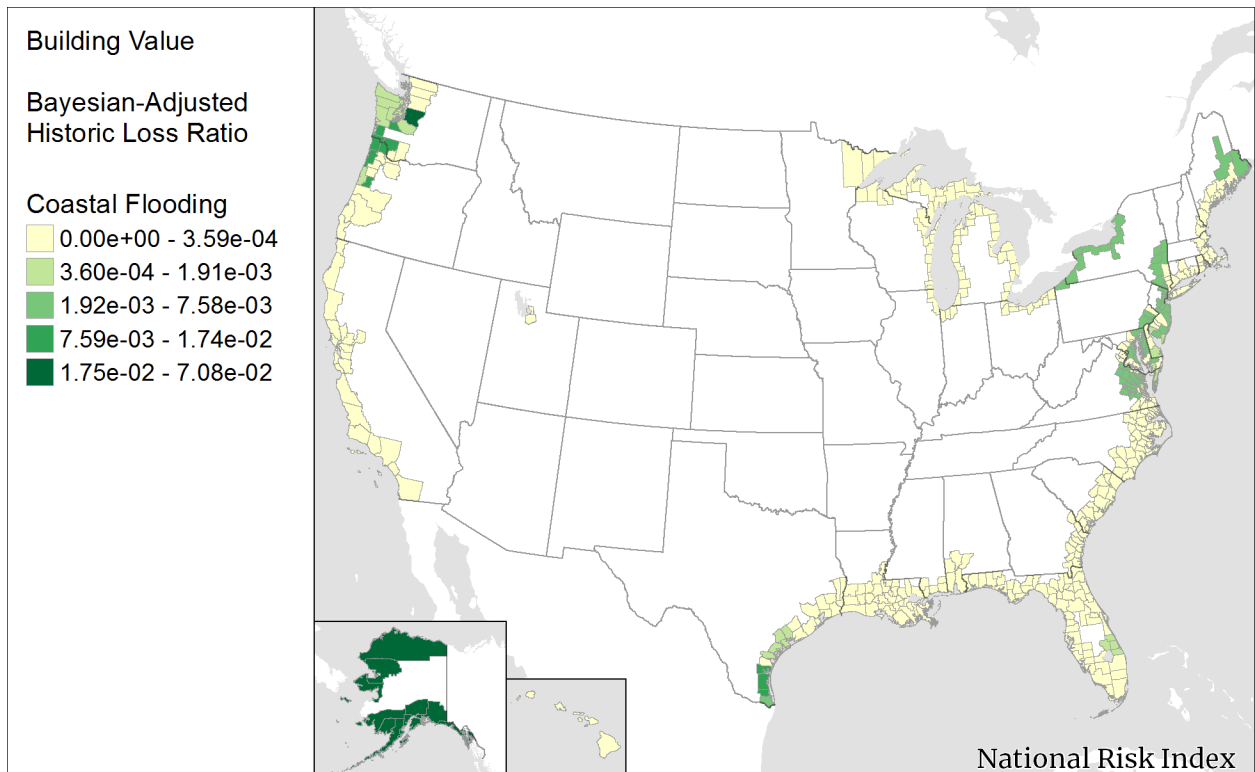 Building Value
Bayesian-Adjusted
Historic Loss Ratio
Coastal Flooding
0.00e+00 - 3.59e-04
3.60e-04 - 1.91e-03
1.92e-03 - 7.58e-03
7.59e-03 - 1.74e-02
1.75e-02 - 7.08e-02
National Risk Index